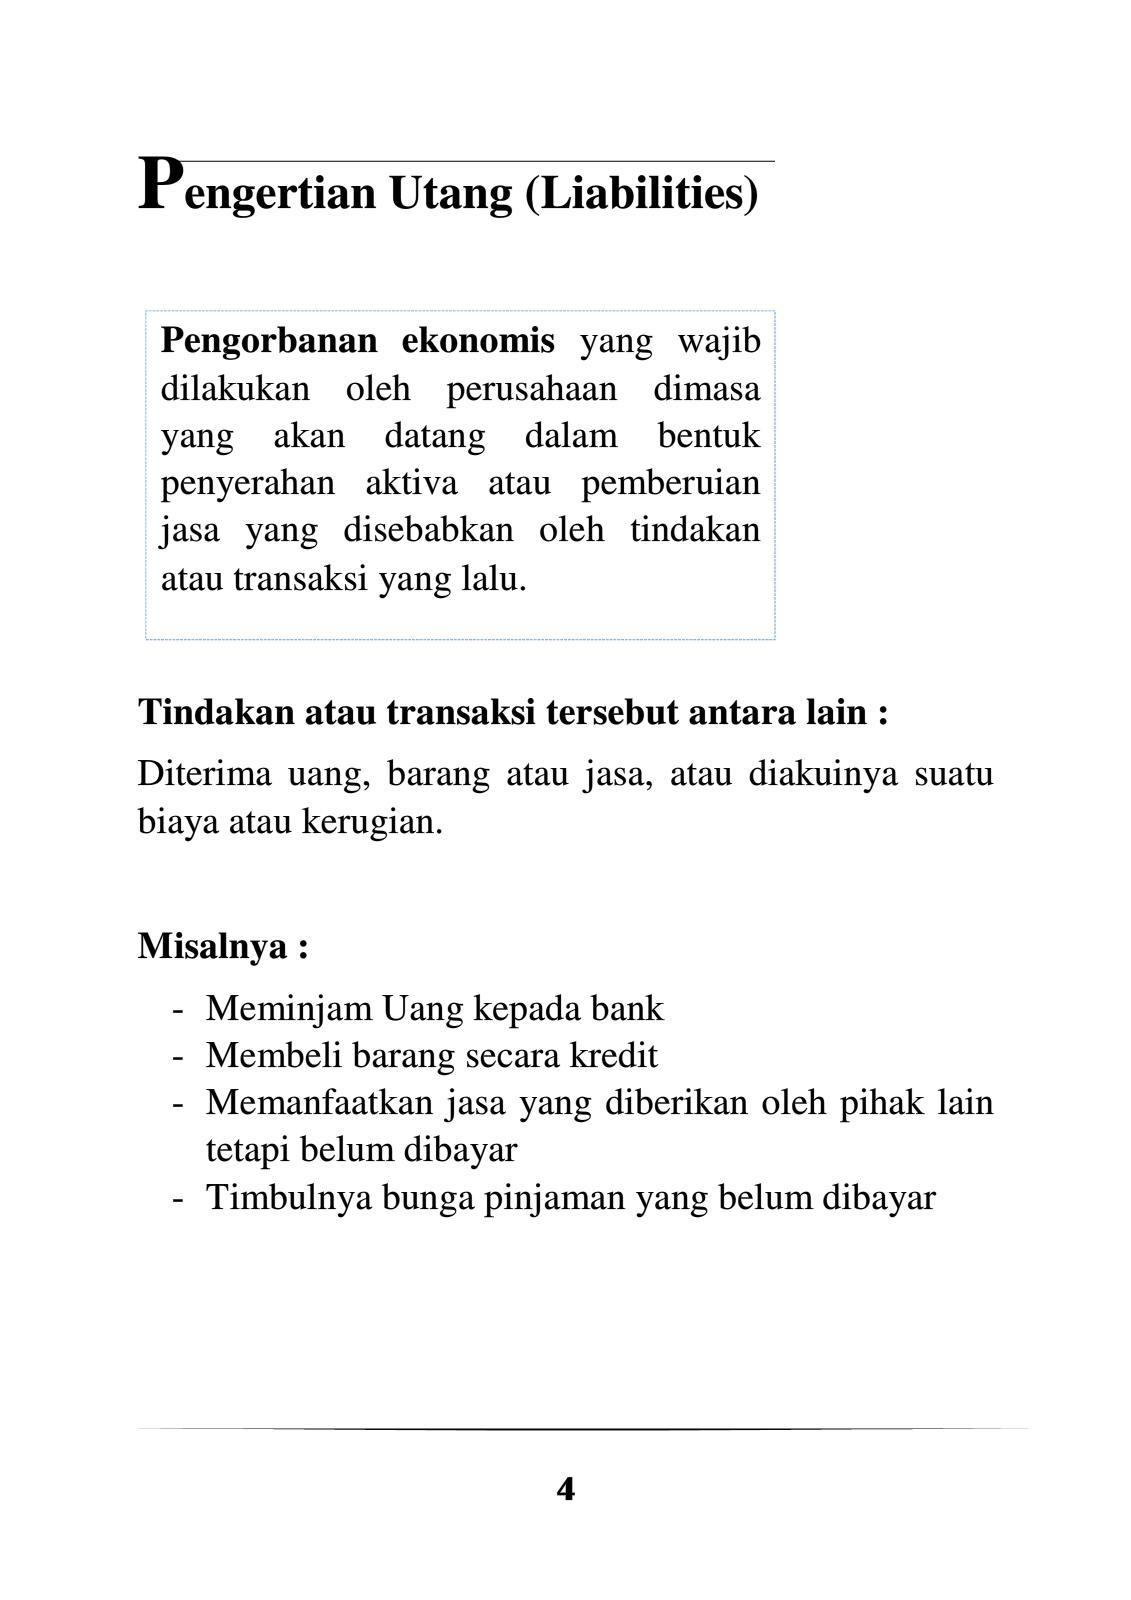 Pengertian Utang (Liabilities)
Pengorbanan ekonomis yang wajib
dilakukan oleh perusahaan dimasa
yang akan datang dalam bentuk
penyerahan aktiva atau pemberuian
jasa yang disebabkan oleh tindakan
atau transaksi yang lalu.
Tindakan atau transaksi tersebut antara lain :
Diterima uang, barang atau jasa, atau diakuinya suatu
biaya atau kerugian.
Misalnya :
- Meminjam Uang kepada bank
- Membeli barang secara kredit
- Memanfaatkan jasa yang diberikan oleh pihak lain
tetapi belum dibayar
- Timbulnya bunga pinjaman yang belum dibayar
4